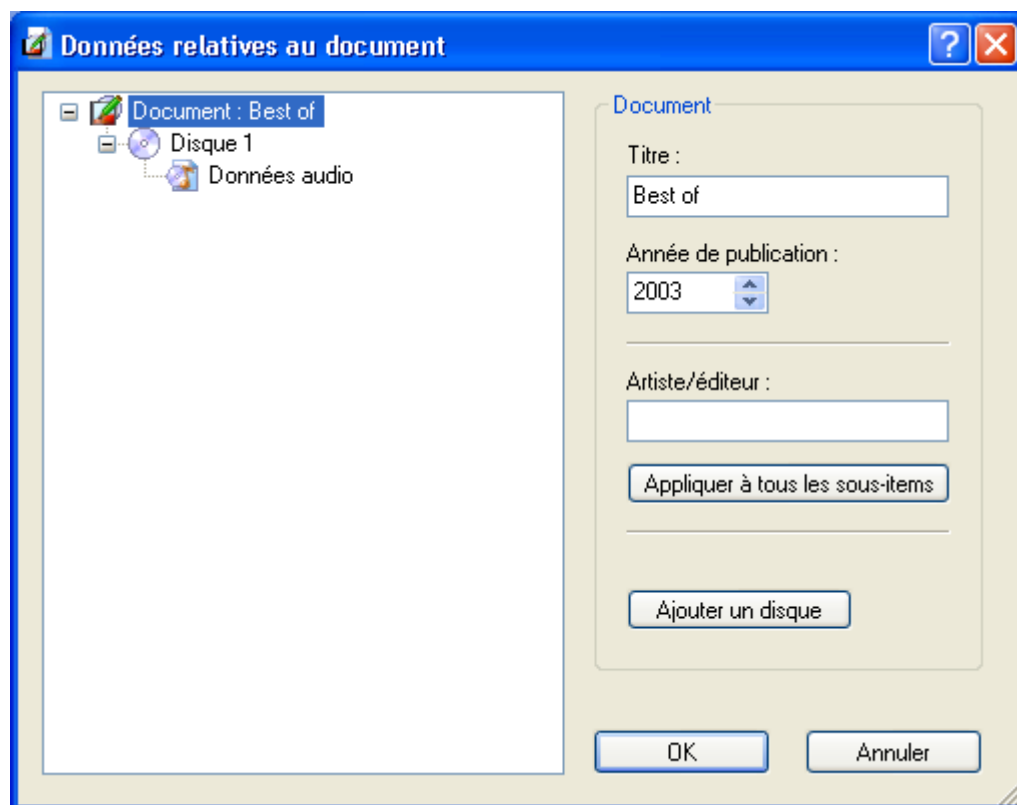 Données relatives au document
Document : Best of
Disque 1
Données audio
Document
Titre :
Best of
Année de publication :
2003
Artiste/éditeur :
Appliquer à tous les sous-items
Ajouter un disque
OK
Annuler